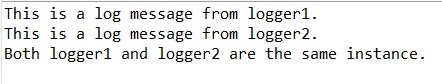 This is a log message from logger1.
This is a log message from logger2.
Both logger1 and logger2 are the same instance.